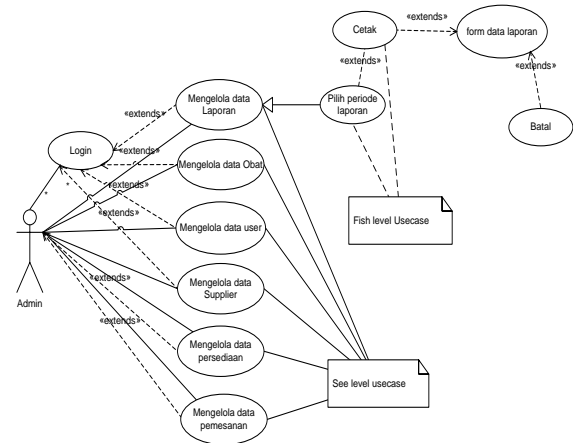 Cetak
«extends»
form data laporan
«extends»
«extends»
Batal
Mengelola data
Laporan
Pilih periode
laporan
«extends»
Login
«extends»
Mengelola data Obat
«extends»
*
*
Mengelola data user
Fish level Usecase
«extends»
Admin
«extends»
Mengelola data
Supplier
«extends»
Mengelola data
persediaan
See level usecase
Mengelola data
pemesanan